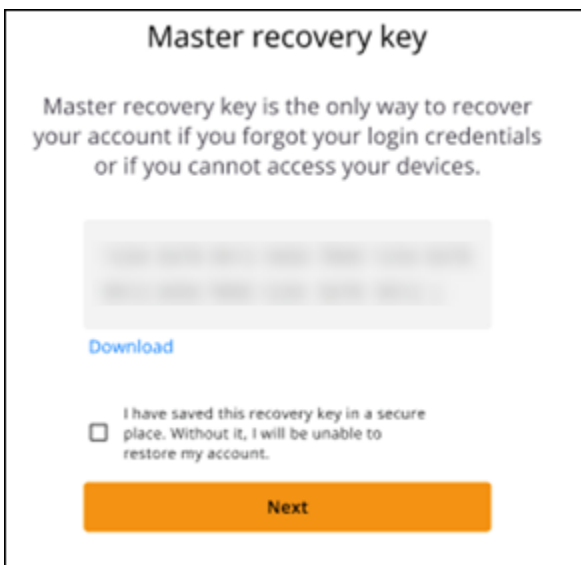 Master recovery key
Master recovery key is the only way to recover
your account if you forgot your login credentials
or if you cannot access your devices.
Download
I have saved this recovery key in a secure
place. Without it, I will be unable to
restore my account.
Next